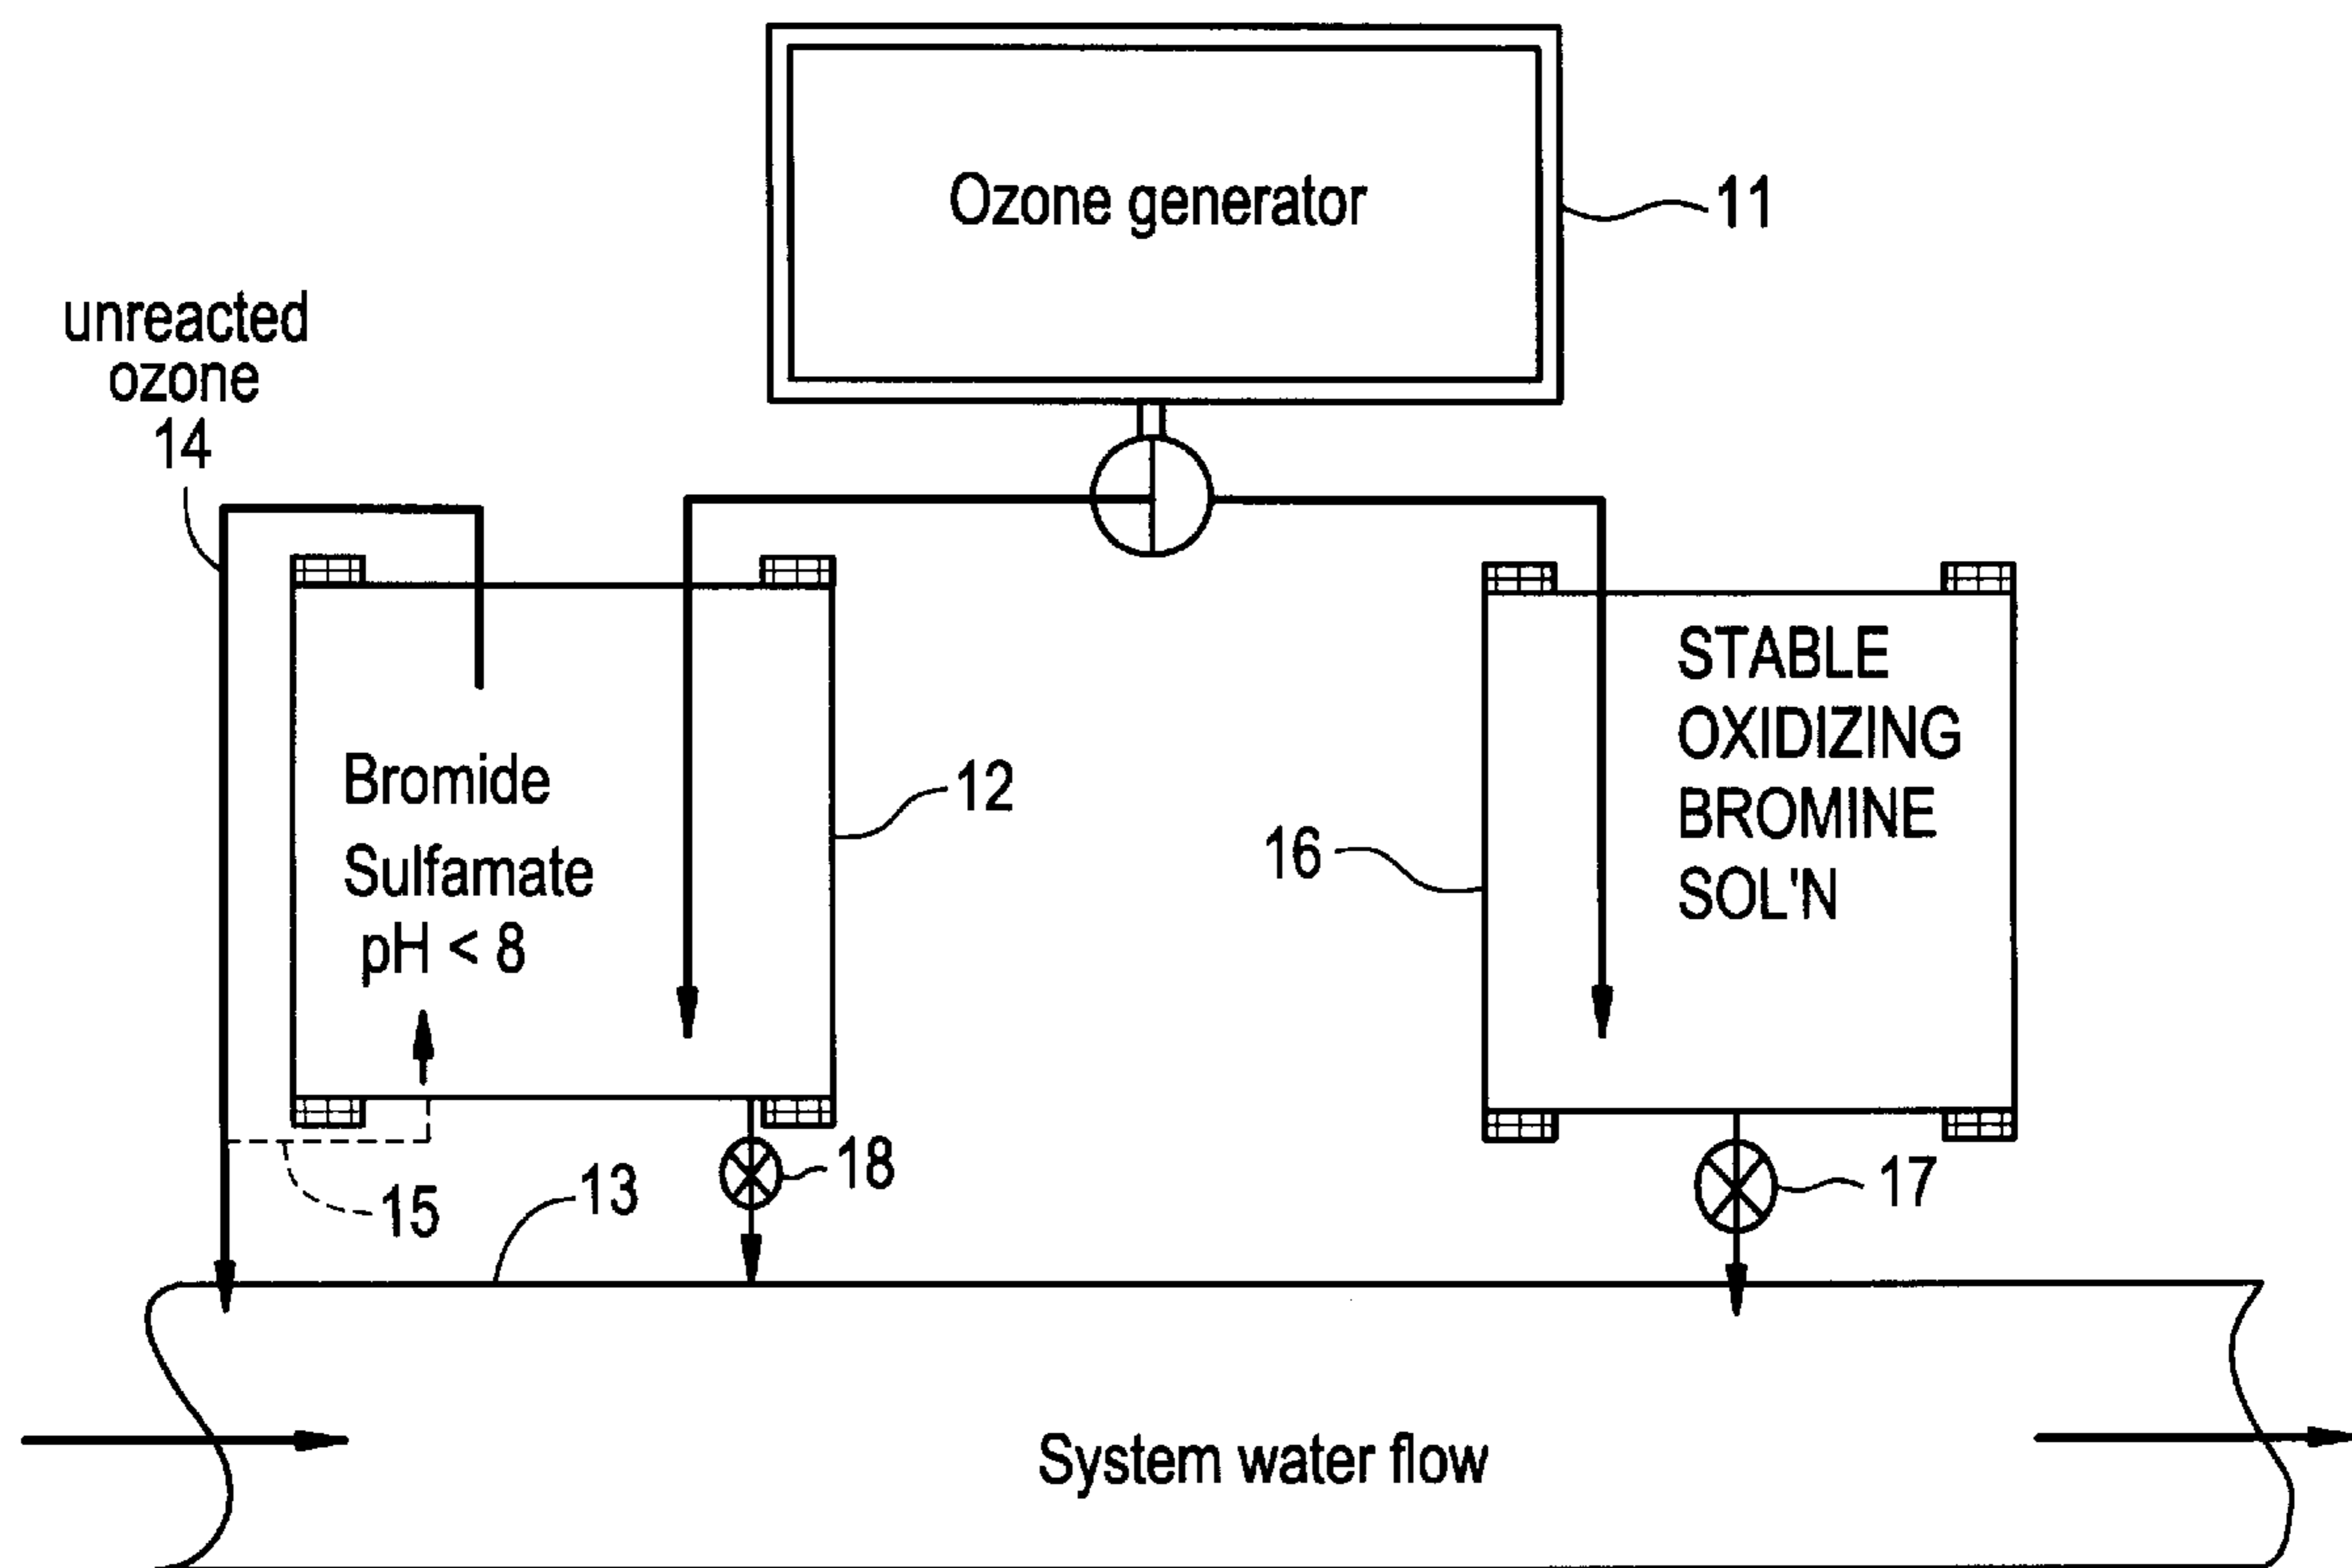 Ozone generator
11
unreacted
ozone
14
Bromide
Sulfamate
pH < 8
12
STABLE
OXIDIZING
BROMINE
SOL'N
16
15
13
18
17
System water flow